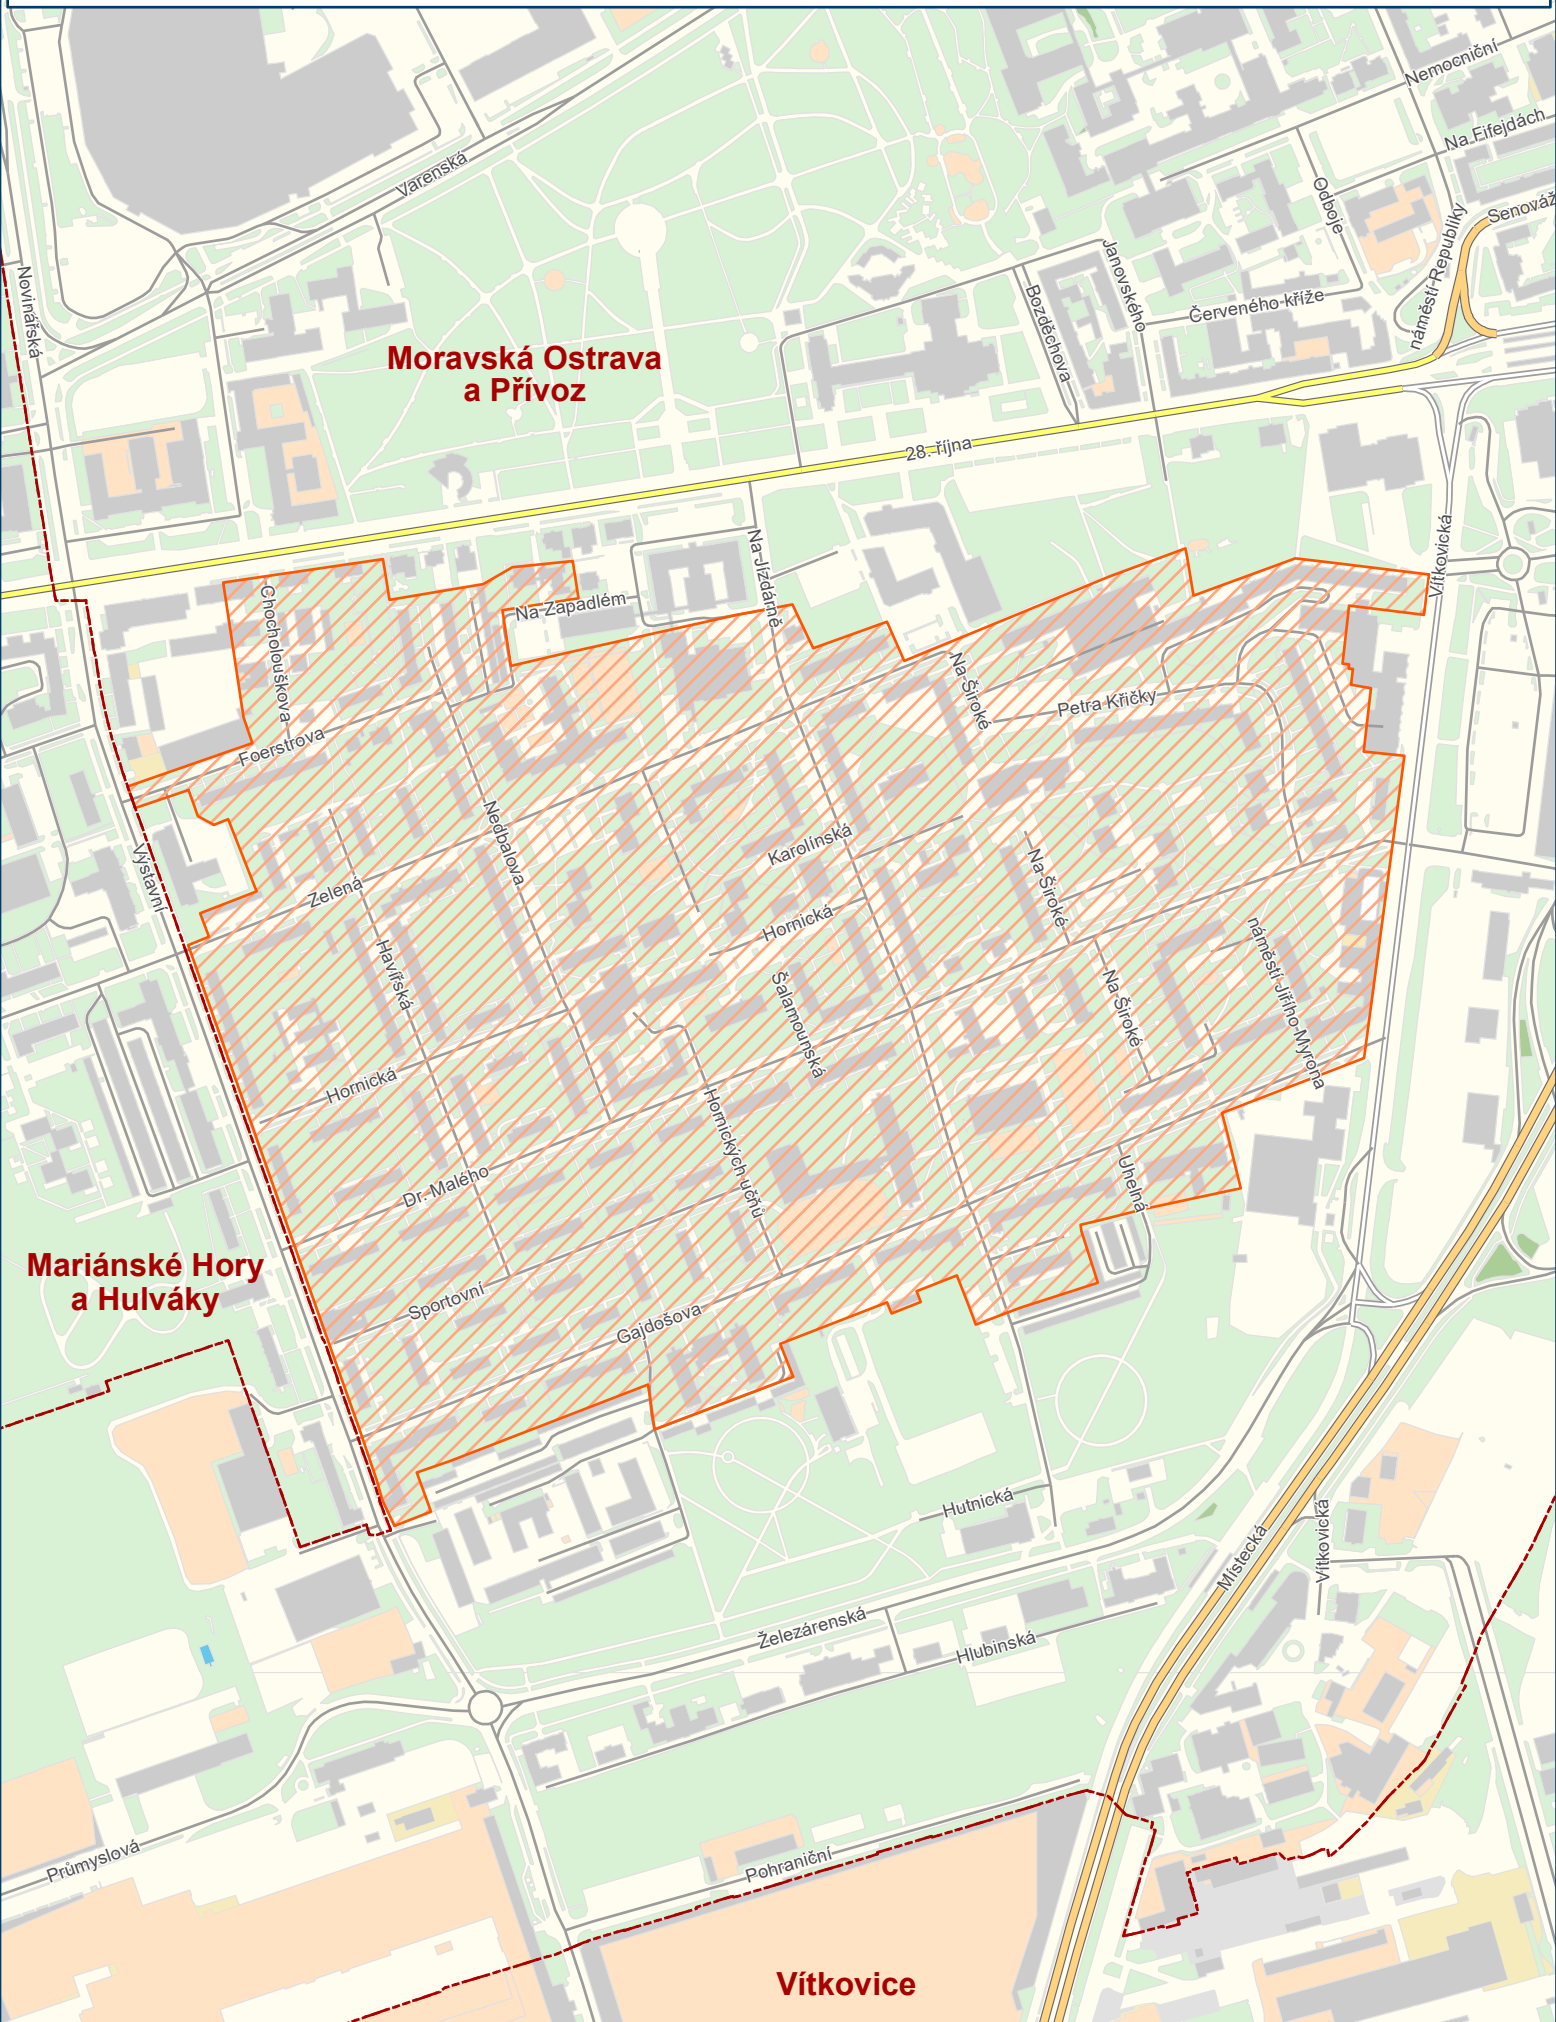 Nemocniční
Na Fifejdách
Varenská
Odboje
Senováž
náměstí Republiky
Janovského
Novinářská
Bozděchova
Červeného kříže
Moravská Ostrava
a Přívoz
28. října
Vítkovická
Na Jízdárně
Chocholouškova
Na Zapadlém
Na Široké
Petra Křičky
Foerstrova
Nedbalova
Karolínská
Výstavní
Na Široké
Zelená
Hornická
náměstí Jiřího Myrona
Havířská
Šalamounská
Na Široké
Hornická
Hornických učňů
Dr. Malého
Uhelná
Mariánské Hory
a Hulváky
Sportovní
Gajdošova
Hutnická
Místecká
Vítkovická
Železárenská
Hlubinská
Průmyslová
Pohraniční
Vítkovice